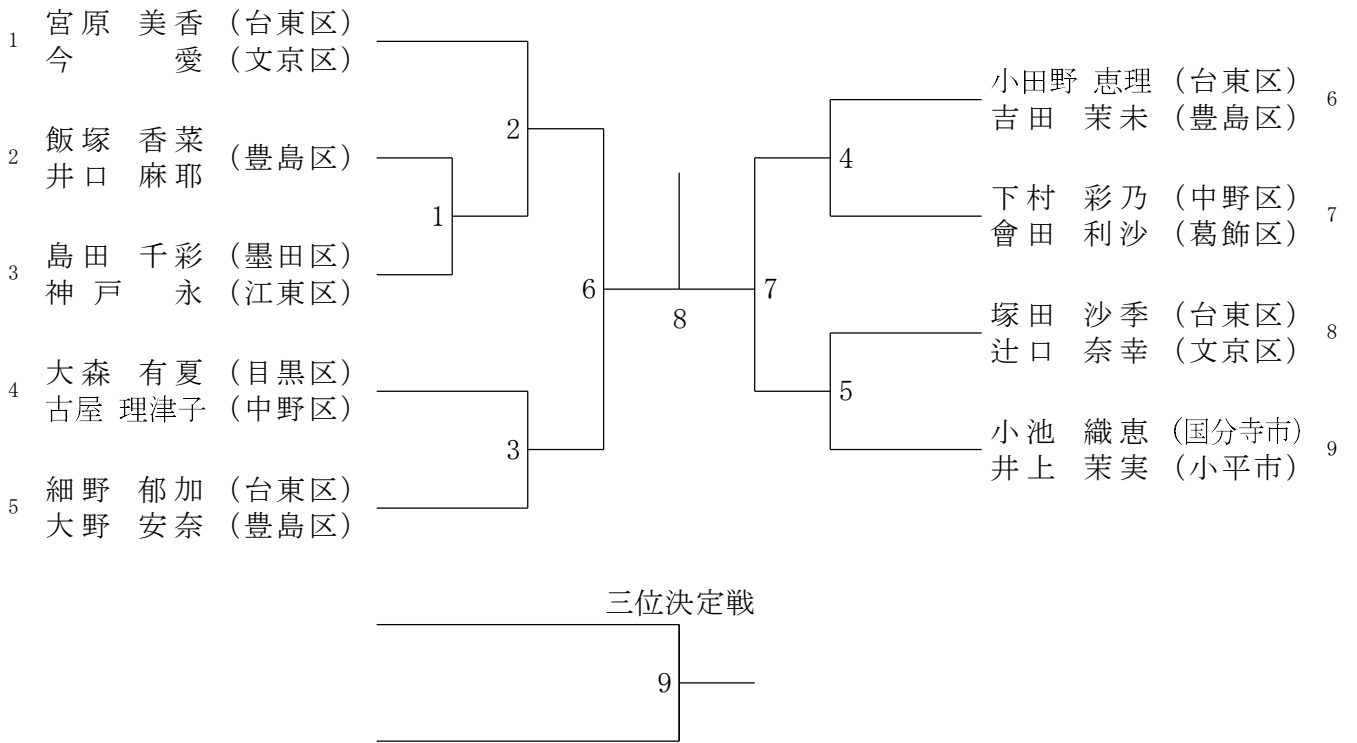 1
宮原 美香 (台東区)
今 愛 (文京区)
2
飯塚 香菜
井口 麻耶
(豊島区)
3
島田 千彩 (墨田区)
神戸 永 (江東区)
4
大森 有夏 (目黒区)
古屋 理津子 (中野区)
5
細野 郁加 (台東区)
大野 安奈 (豊島区)
2
1
3
6
8
7
4
5
小田野 恵理 (台東区)
吉田 茉未 (豊島区)
6
下村 彩乃 (中野区)
會田 利沙 (葛飾区)
7
塚田 沙季 (台東区)
辻口 奈幸 (文京区)
8
小池 織恵 (国分寺市)
井上 茉実 (小平市)
9
三位決定戦
9